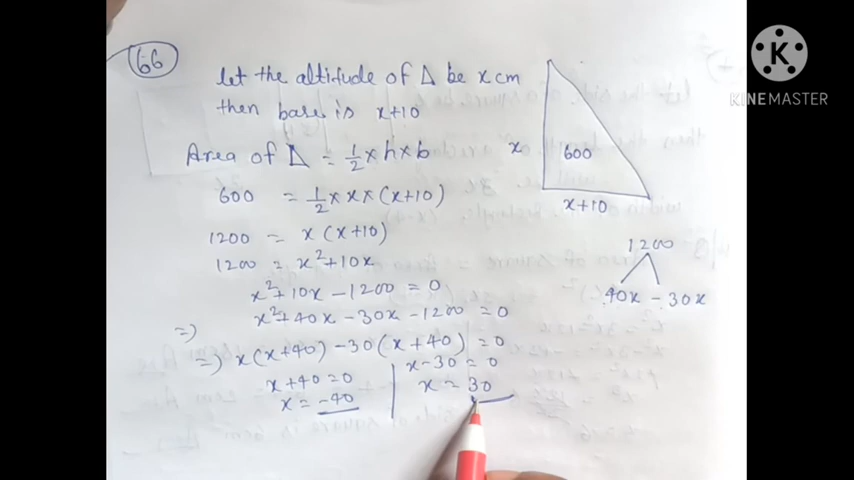 66
let the altitude of Δ be x cm
then base is x+10
Area of Δ = 1/2 × h × b
600 = 1/2 × x × (x+10)
1200 = x (x+10)
1200 = x²+10x
x²+10x - 1200 = 0
x²+40x - 30x - 1200 = 0
=)
=) x(x+40) - 30(x+40) = 0
x+40 = 0
x = -40
x - 30 = 0
x = 30
x
600
x+10
1200
40x - 30x
K
KINEMASTER